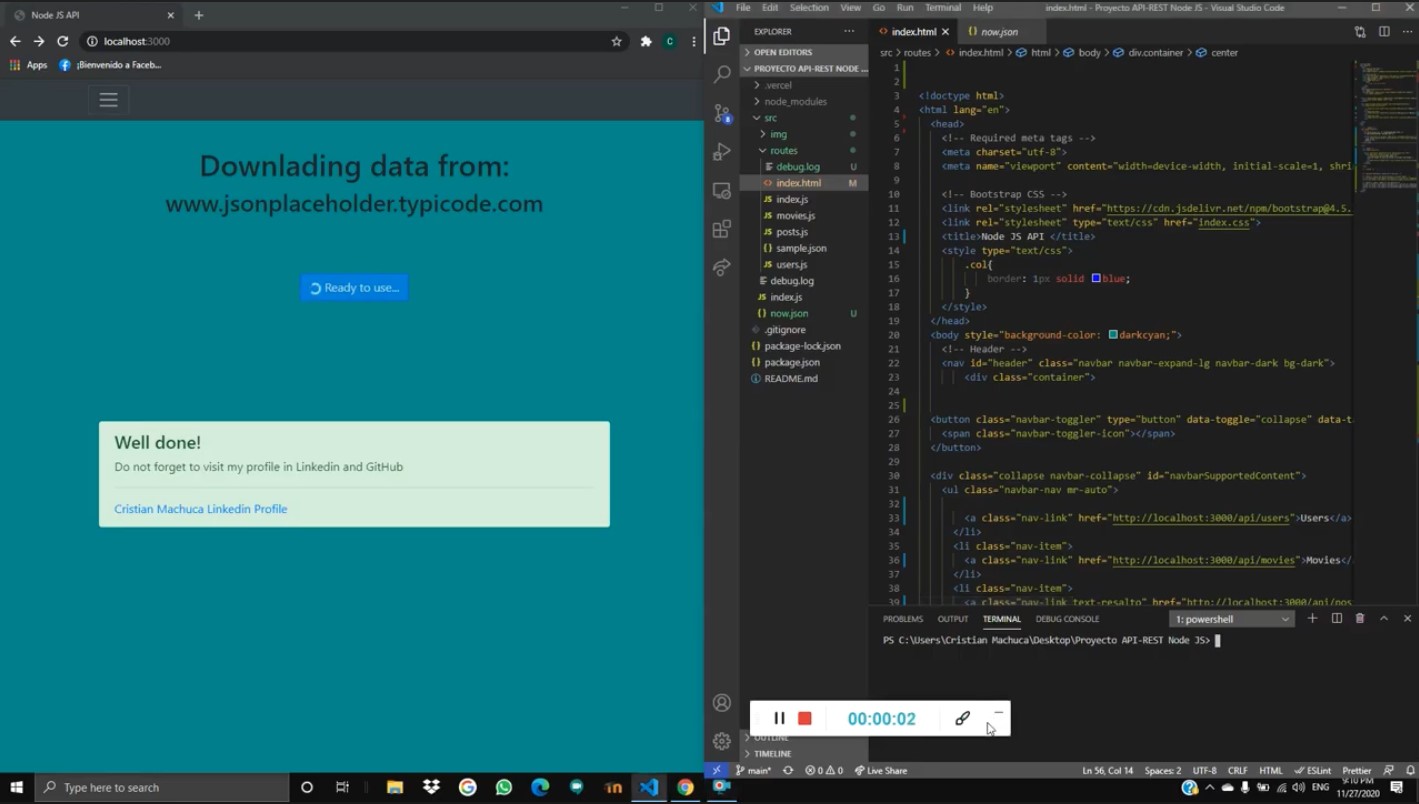 Node JS API
localhost:3000
Apps
¡Bienvenido a Faceb...
Downlading data from:
www.jsonplaceholder.typicode.com
Ready to use...
Well done!
Do not forget to visit my profile in Linkedin and GitHub
Cristian Machuca Linkedin Profile
File Edit Selection View Go Run Terminal Help
index.html - Proyecto API-REST Node JS - Visual Studio Code
EXPLORER
OPEN EDITORS
PROYECTO API-REST NODE ...
.vercel
node_modules
src
img
routes
debug.log U
index.html M
index.js
movies.js
posts.js
sample.json
users.js
debug.log
index.js
now.json U
.gitignore
package-lock.json
package.json
README.md
OUTLINE
TIMELINE
index.html
now.json
src > routes > index.html > html > body > div.container > center
1
2
3 <!doctype html>
4 <html lang="en">
5 <head>
6 <!-- Required meta tags -->
7 <meta charset="utf-8">
8 <meta name="viewport" content="width=device-width, initial-scale=1, shri
9
10 <!-- Bootstrap CSS -->
11 <link rel="stylesheet" href="https://cdn.jsdelivr.net/npm/bootstrap@4.5.
12 <link rel="stylesheet" type="text/css" href="index.css">
13 <title>Node JS API </title>
14 <style type="text/css">
15 .col{
16 border: 1px solid blue;
17 }
18 </style>
19 </head>
20 <body style="background-color: darkcyan;">
21 <!-- Header -->
22 <nav id="header" class="navbar navbar-expand-lg navbar-dark bg-dark">
23 <div class="container">
24
25
26 <button class="navbar-toggler" type="button" data-toggle="collapse" data-t
27 <span class="navbar-toggler-icon"></span>
28 </button>
29
30 <div class="collapse navbar-collapse" id="navbarSupportedContent">
31 <ul class="navbar-nav mr-auto">
32
33 <a class="nav-link" href="http://localhost:3000/api/users">Users</a>
34 </li>
35 <li class="nav-item">
36 <a class="nav-link" href="http://localhost:3000/api/movies">Movies</
37 </li>
38 <li class="nav-item">
39 <a class="nav-link text-resalto" href="http://localhost:3000/api/pos
PROBLEMS OUTPUT TERMINAL DEBUG CONSOLE
1: powershell
PS C:\Users\Cristian Machuca\Desktop\Proyecto API-REST Node JS>
00:00:02
main* 0 0 Live Share
Ln 56, Col 14 Spaces: 2 UTF-8 CRLF HTML ESLint Prettier
Type here to search
ENG
9:10 PM
11/27/2020